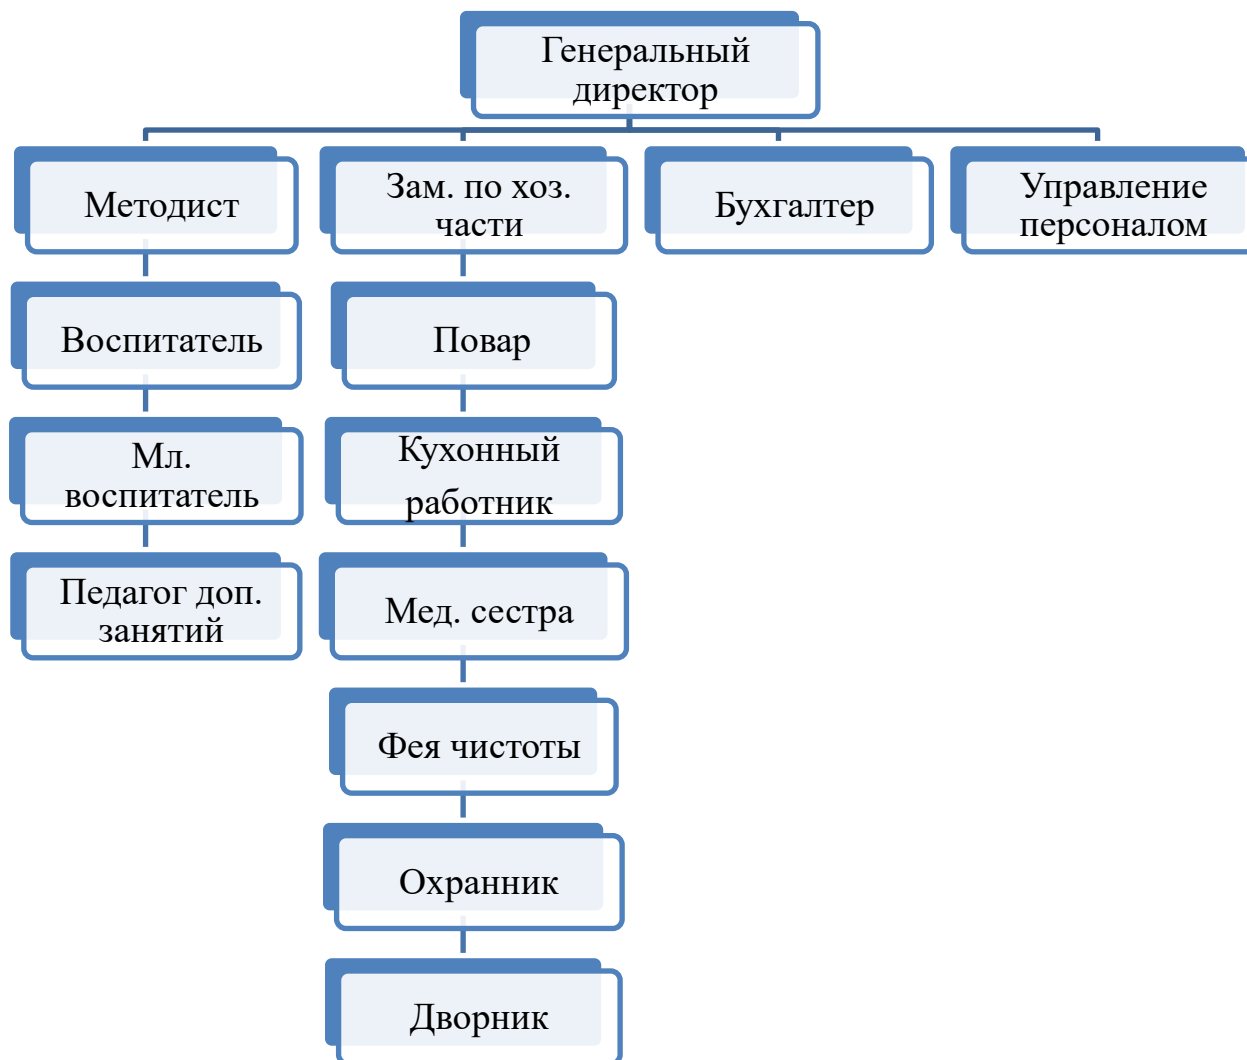 Генеральный
директор
Методист
Зам. по хоз.
части
Бухгалтер
Управление
персоналом
Воспитатель
Повар
Мл.
воспитатель
Кухонный
работник
Педагог доп.
занятий
Мед. сестра
Фея чистоты
Охранник
Дворник